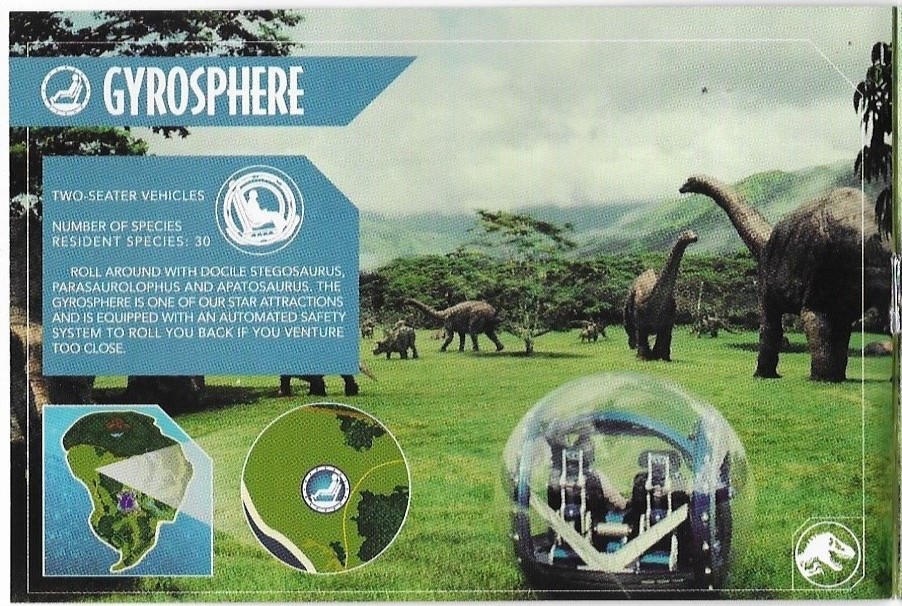 GYROSPHERE
TWO-SEATER VEHICLES
NUMBER OF SPECIES
RESIDENT SPECIES: 30
ROLL AROUND WITH DOCILE STEGOSAURUS,
PARASAUROLOPHUS AND APATOSAURUS. THE
GYROSPHERE IS ONE OF OUR STAR ATTRACTIONS
AND IS EQUIPPED WITH AN AUTOMATED SAFETY
SYSTEM TO ROLL YOU BACK IF YOU VENTURE
TOO CLOSE.